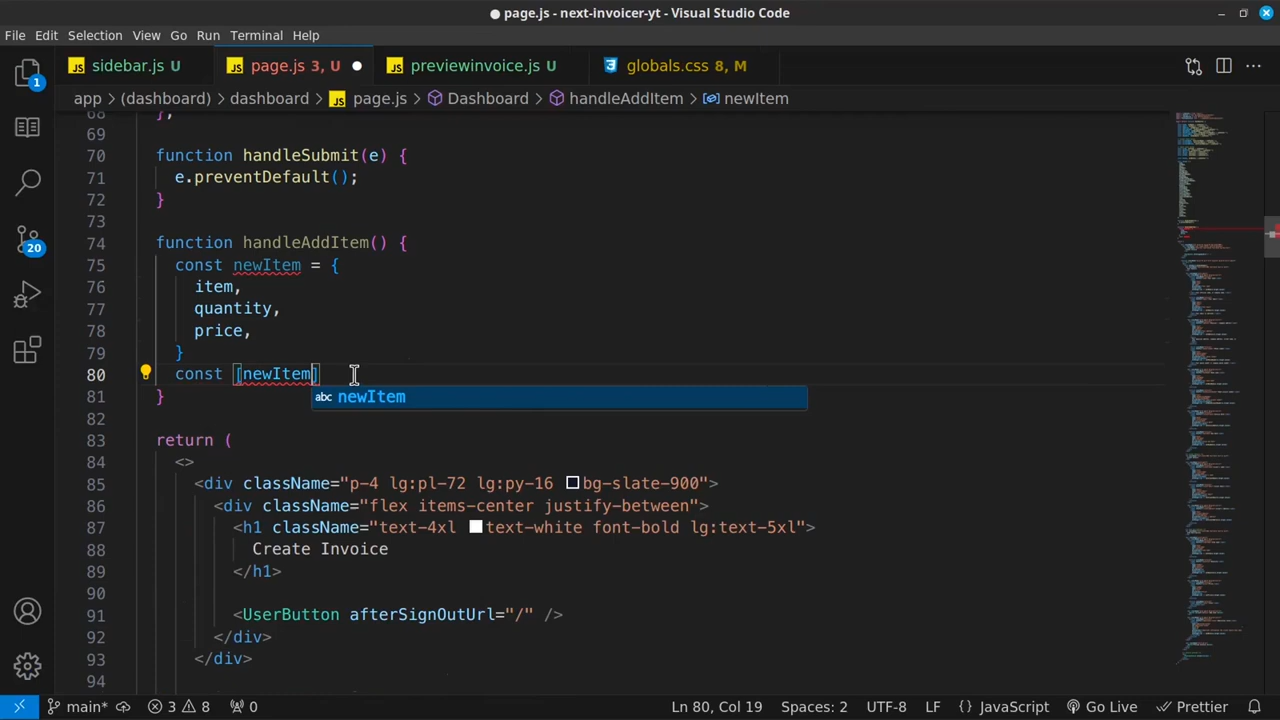 page.js - next-invoicer-yt - Visual Studio Code
File Edit Selection View Go Run Terminal Help
JS sidebar.js U JS page.js 3, U previewinvoice.js U globals.css 8, M
app > (dashboard) > dashboard > JS page.js > Dashboard > handleAddItem > newItem
68 };
69
70 function handleSubmit(e) {
71 e.preventDefault();
72 }
73
74 function handleAddItem() {
75 const newItem = {
76 item,
77 quantity,
78 price,
79 }
80 const [newItem]
abc newItem
81 }
82
83 return (
84 <>
85 <div className="p-4 lg:pl-72 lg:py-16 bg-slate-900">
86 <div className="flex items-center justify-between">
87 <h1 className="text-4xl text-white font-bold lg:text-5xl">
88 Create Invoice
89 </h1>
90
91 <UserButton afterSignOutUrl="/" />
92 </div>
93 </div>
94
1
20
main* 3 8 0 Ln 80, Col 19 Spaces: 2 UTF-8 LF {} JavaScript Go Live Prettier